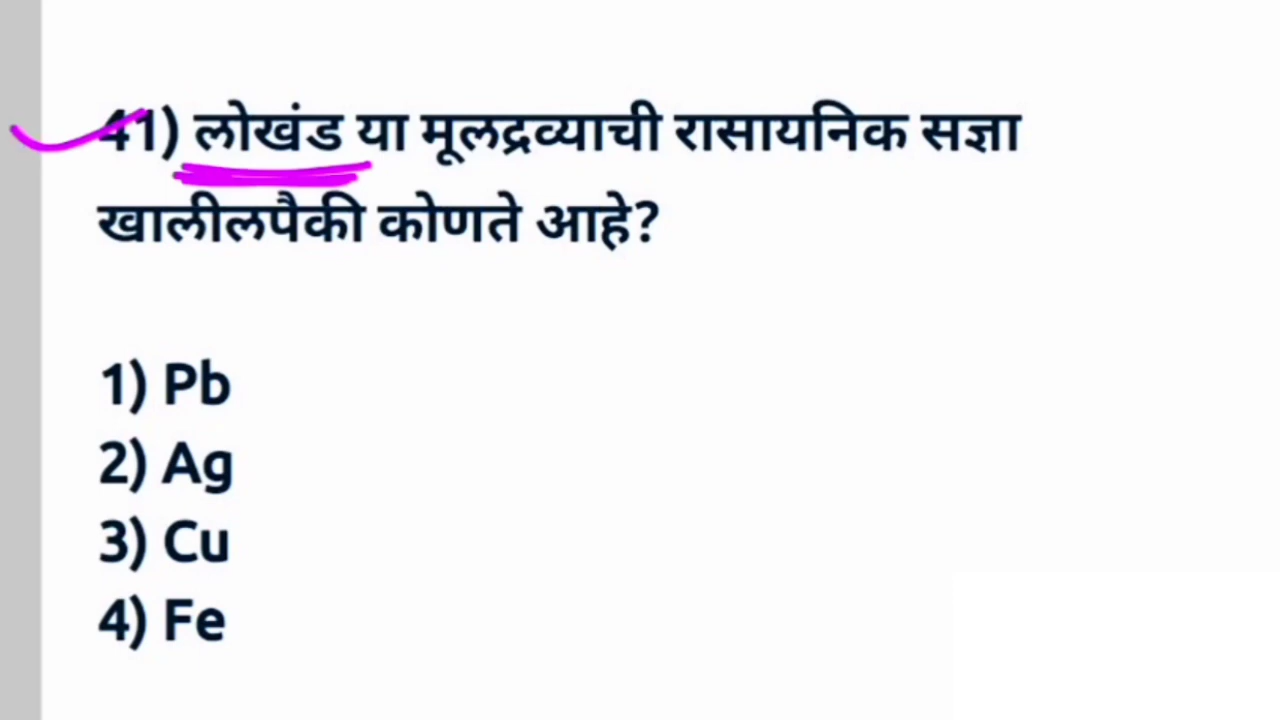 41) लोखंड या मूलद्रव्याची रासायनिक सज्ञा
खालीलपैकी कोणते आहे?
1) Pb
2) Ag
3) Cu
4) Fe